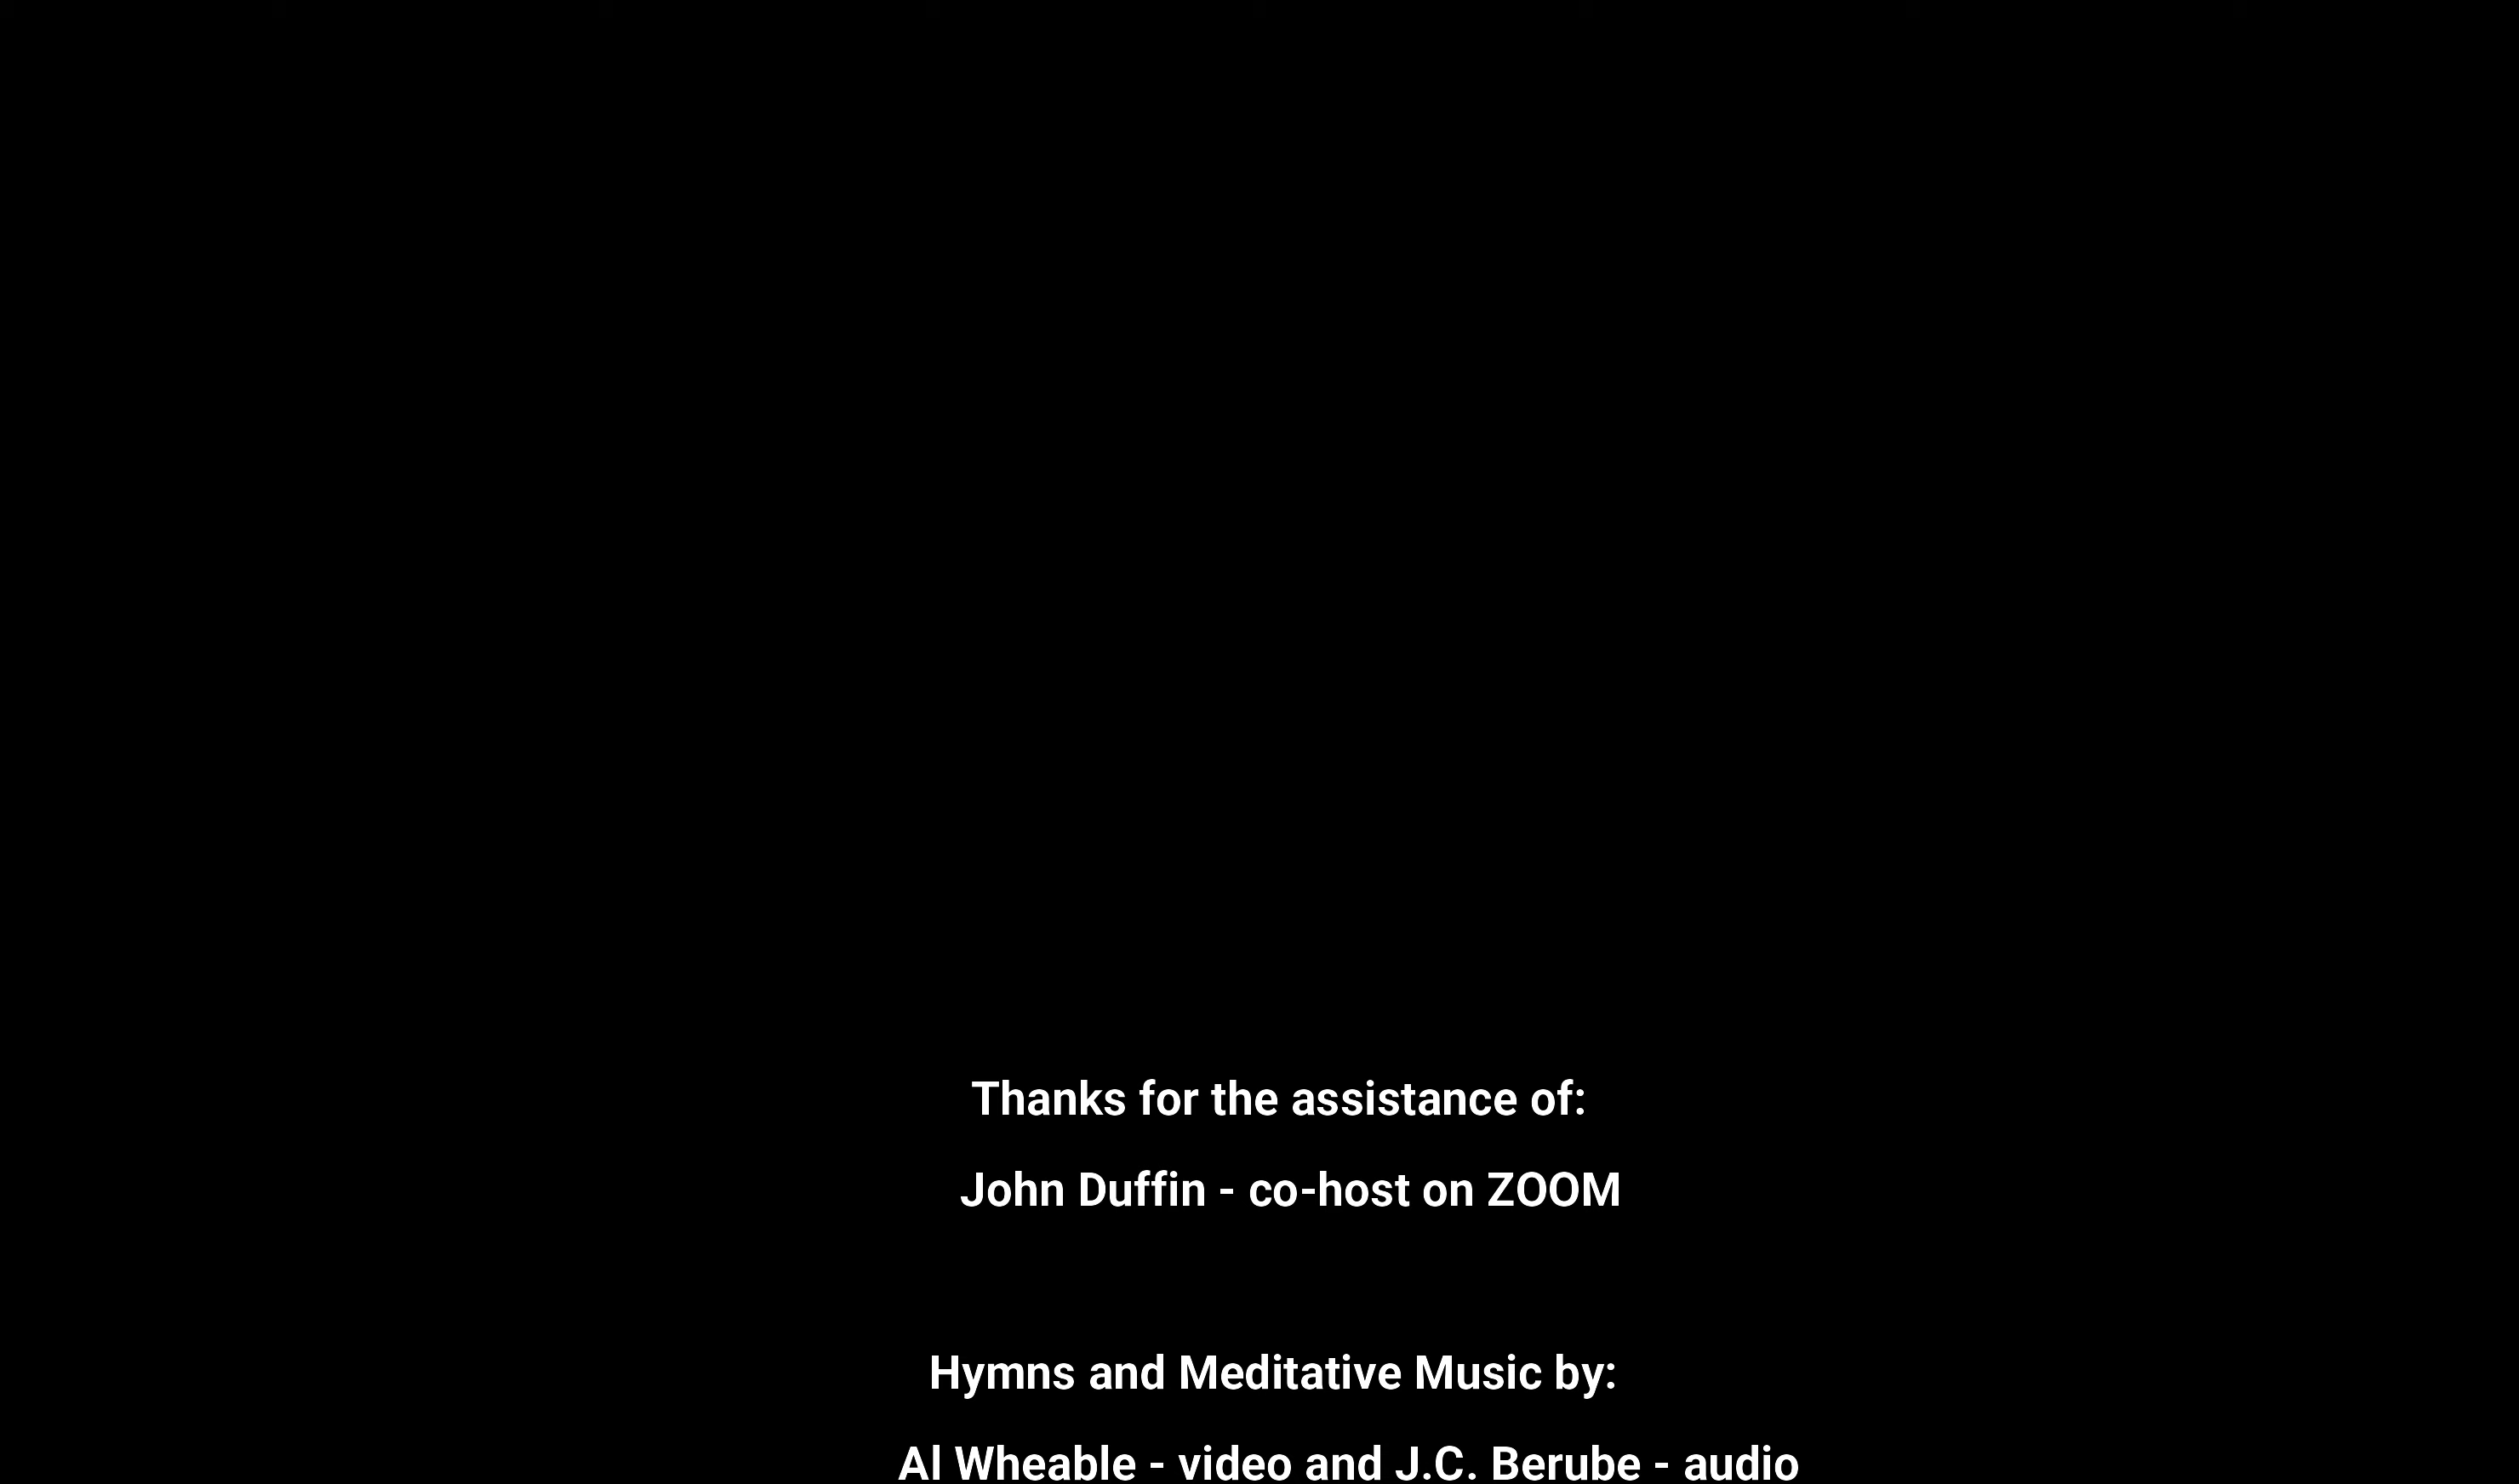 Thanks for the assistance of:
John Duffin - co-host on ZOOM
Hymns and Meditative Music by:
Al Wheable - video and J.C. Berube - audio